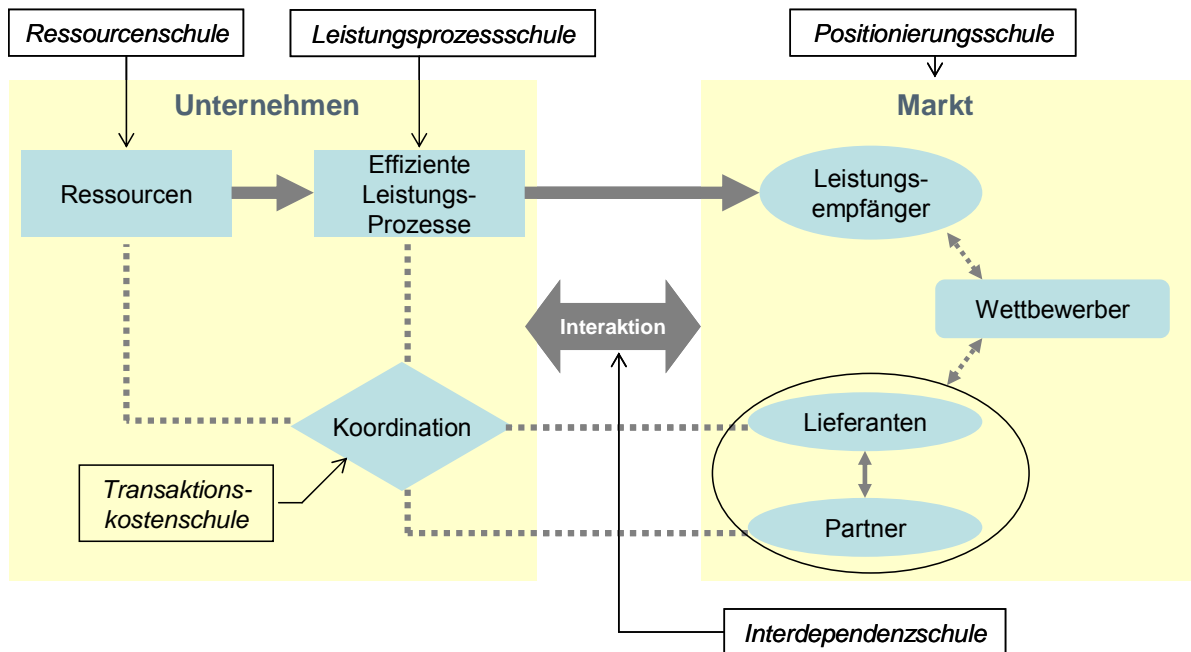 Ressourcenschule
Leistungsprozessschule
Positionierungsschule
Unternehmen
Markt
Ressourcen
Effiziente
Leistungs-
Prozesse
Leistungs-
empfänger
Interaktion
Wettbewerber
Koordination
Lieferanten
Transaktions-
kostenschule
Partner
Interdependenzschule